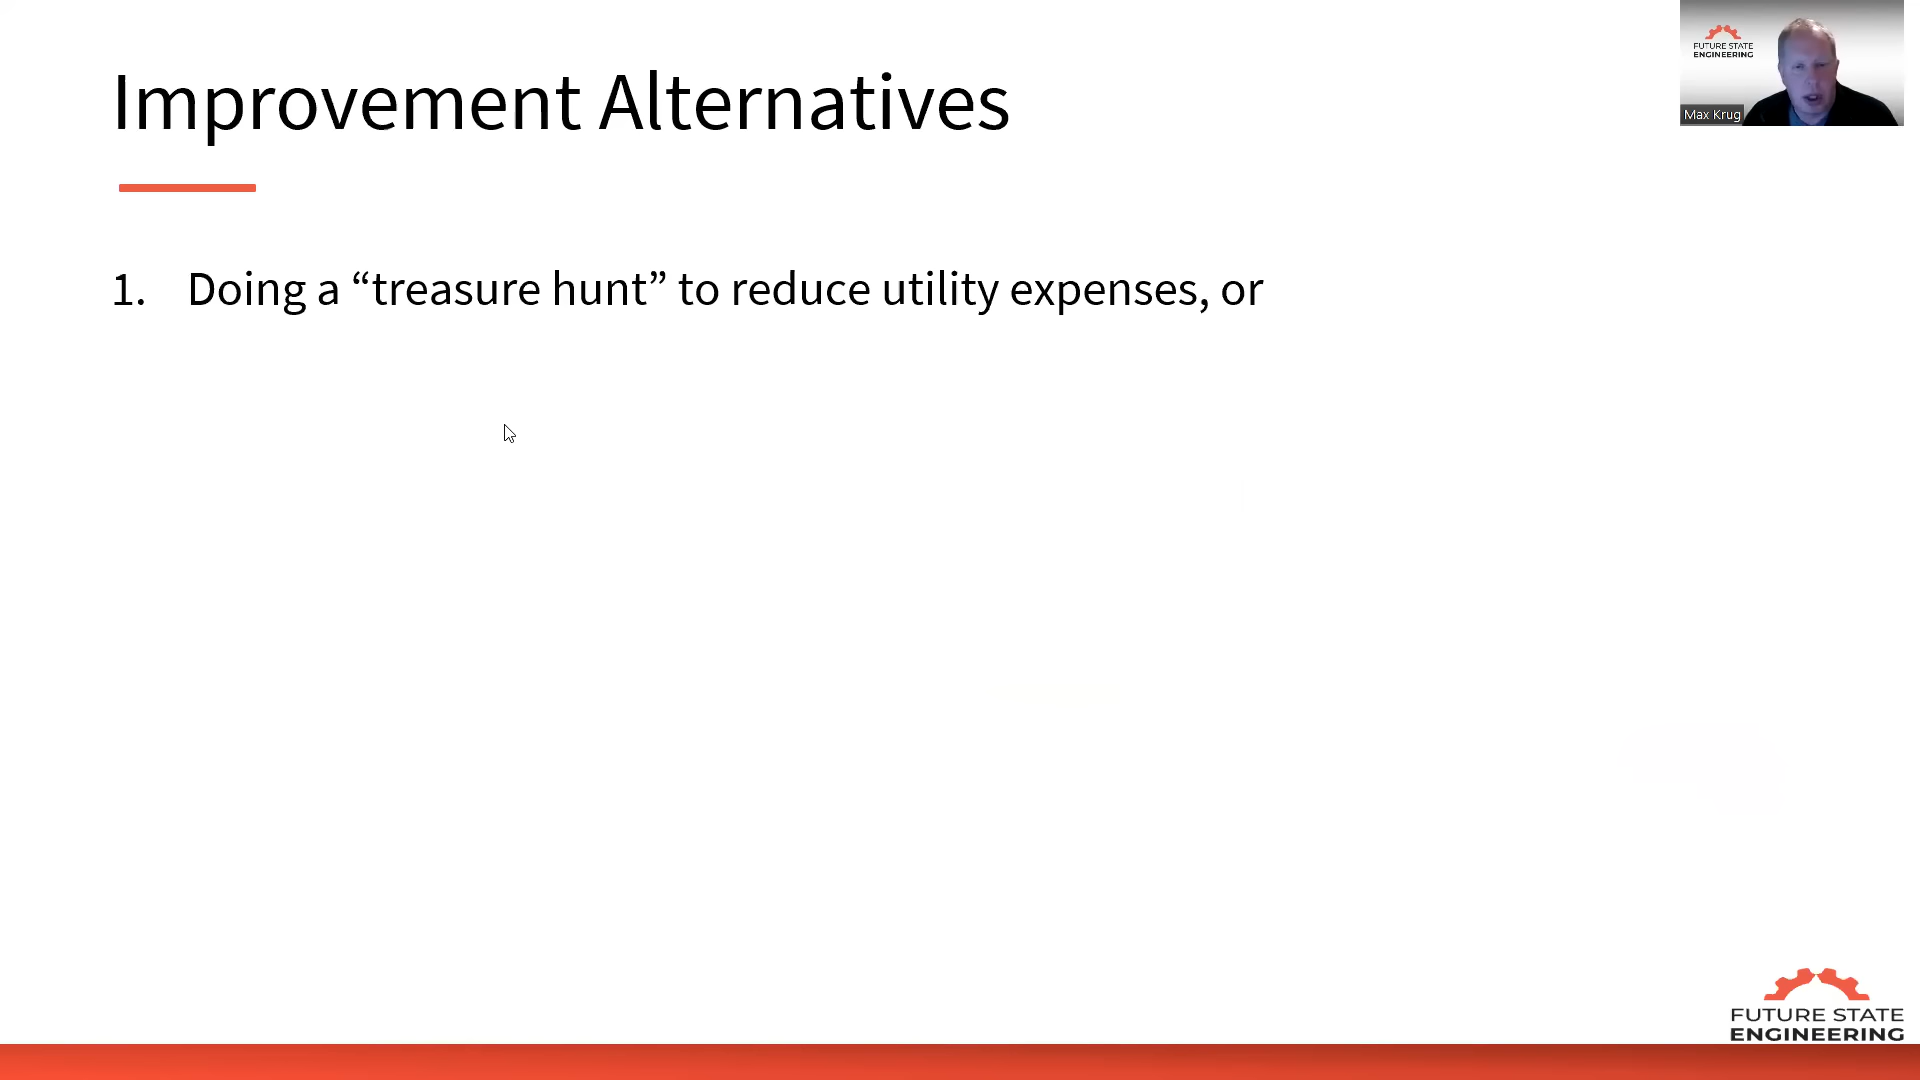 Improvement Alternatives
FUTURE STATE
ENGINEERING
Max Krug
1. Doing a “treasure hunt” to reduce utility expenses, or
FUTURE STATE
ENGINEERING